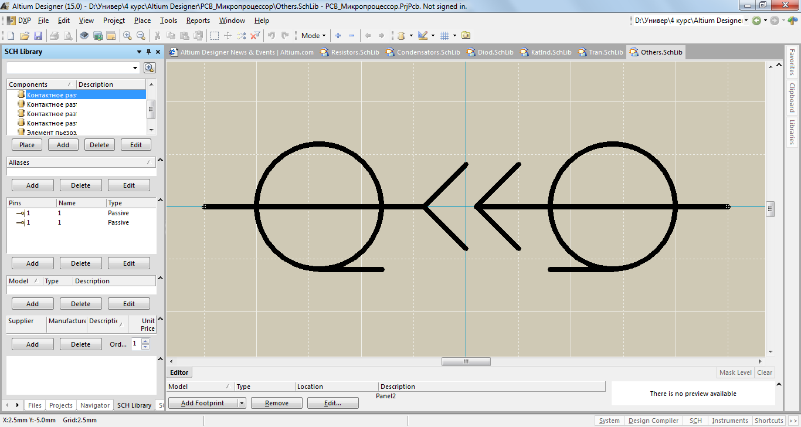 Altium Designer (15.0) - D:\Универ\4 курс\Altium Designer\PCB_Микропроцессор\Others.SchLib - PCB_Микропроцесссор.PrjPcb. Not signed in.
DXP File Edit View Project Place Tools Reports Window Help D:\Универ\4 курс\Altium Designe
Mode
SCH Library
Altium Designer News & Events | Altium.com Resistors.SchLib Condensators.SchLib Diod.SchLib KatInd.SchLib Tran.SchLib Others.SchLib
Components / Description
Контактное раз
Контактное раз
Контактное раз
Контактное раз
Элемент пьезоэ
Place Add Delete Edit
Aliases /
Add Delete Edit
Pins Name Type
1 1 Passive
1 1 Passive
Add Delete Edit
Model / Type Description
Add Delete Edit
Supplier Manufacture Descriptic / Unit Price
Add Delete Ord... 1
Files Projects Navigator SCH Library
Favorites
Clipboard
Libraries
Editor Mask Level Clear
Model / Type Location Description
Panel2
Add Footprint Remove Edit...
There is no preview available
X:2.5mm Y:-5.0mm Grid:2.5mm System Design Compiler SCH Instruments Shortcuts >>